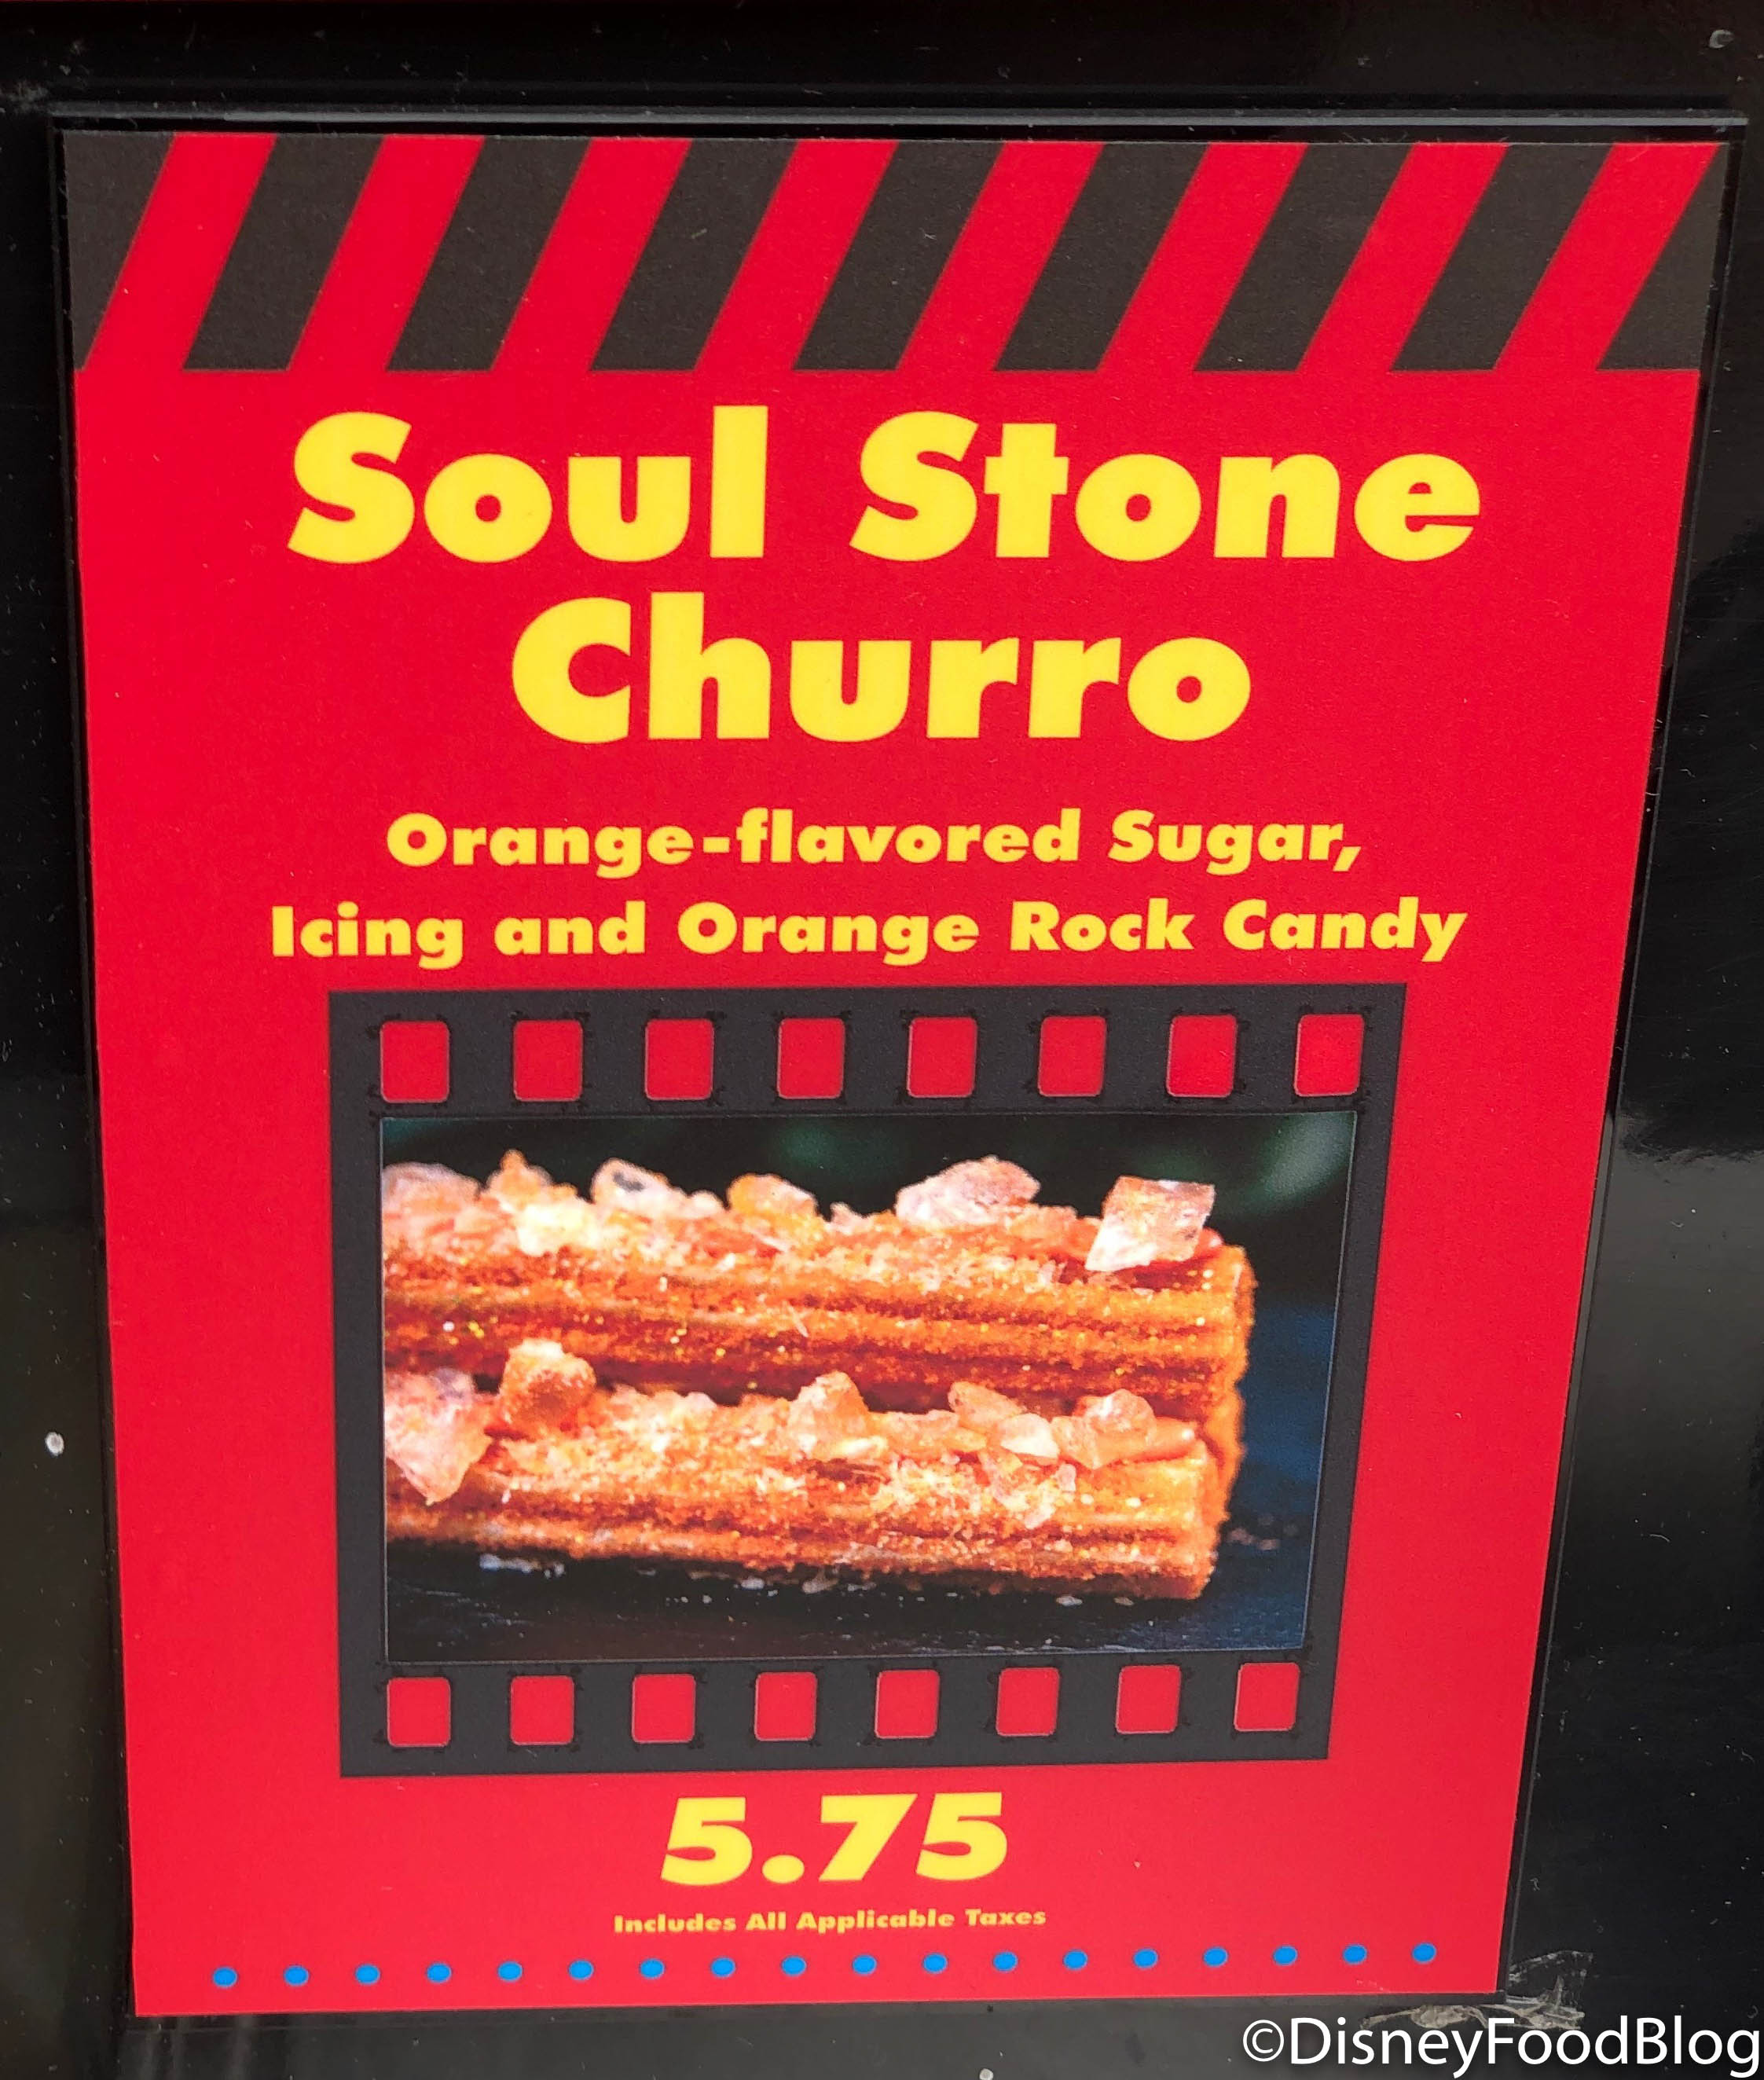 Soul Stone
Churro
Orange-flavored Sugar,
Icing and Orange Rock Candy
5.75
Includes All Applicable Taxes
©DisneyFoodBlog